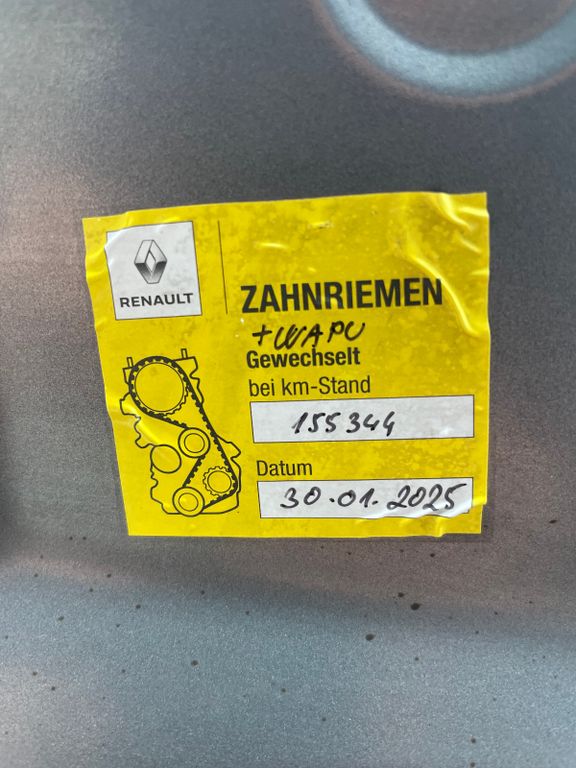 RENAULT
ZAHNRIEMEN
+ WAPU
Gewechselt
bei km-Stand
155344
Datum
30.01.2025